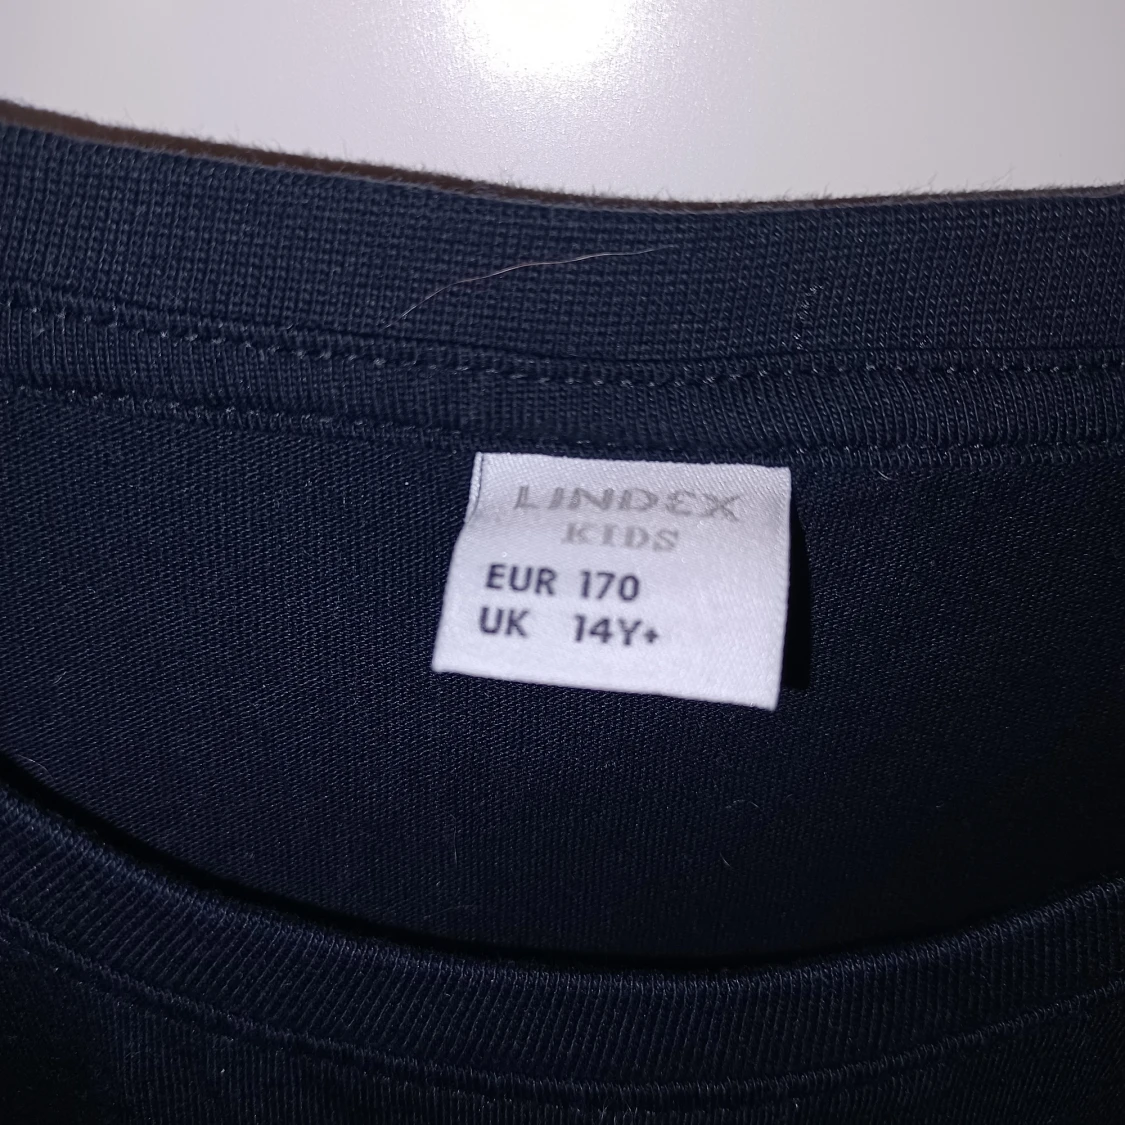 LINDEX
KIDS
EUR 170
UK 14Y+